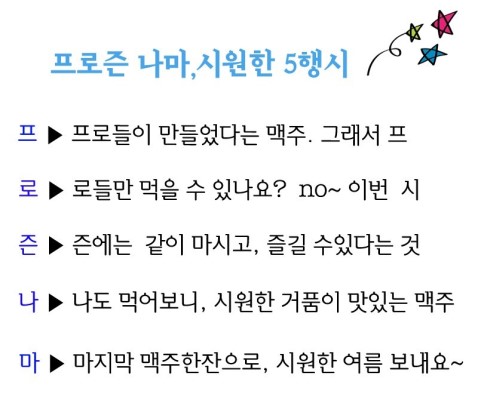 프로즌 나마,시원한 5행시
프 ▶ 프로들이 만들었다는 맥주. 그래서 프
로 ▶ 로들만 먹을 수 있나요? no~ 이번 시
즌 ▶ 즌에는 같이 마시고, 즐길 수있다는 것
나 ▶ 나도 먹어보니, 시원한 거품이 맛있는 맥주
마 ▶ 마지막 맥주한잔으로, 시원한 여름 보내요~